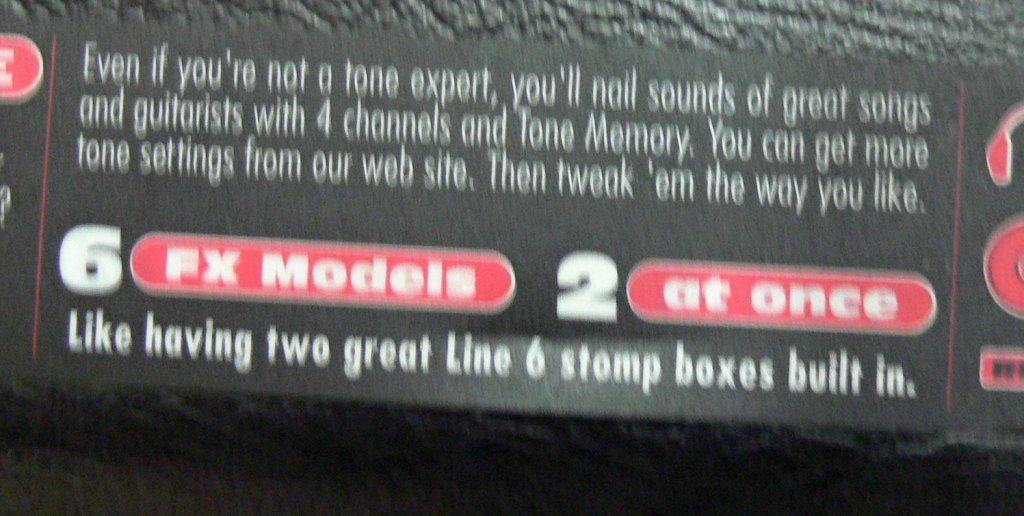 Even if you're not a tone expert, you'll nail sounds of great songs
and guitarists with 4 channels and Tone Memory. You can get more
tone settings from our web site. Then tweak 'em the way you like.
6 FX Models 2 at once
Like having two great Line 6 stomp boxes built in.